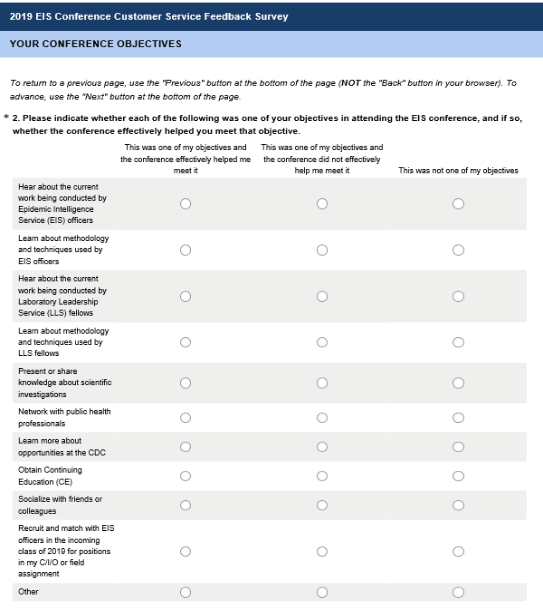 2019 EIS Conference Customer Service Feedback Survey
YOUR CONFERENCE OBJECTIVES
To return to a previous page, use the "Previous" button at the bottom of the page (NOT the "Back" button in your browser). To
advance, use the "Next" button at the bottom of the page.
* 2. Please indicate whether each of the following was one of your objectives in attending the EIS conference, and if so,
whether the conference effectively helped you meet that objective.
This was one of my objectives and
the conference effectively helped me
meet it
This was one of my objectives and
the conference did not effectively
help me meet it
This was not one of my objectives
Hear about the current
work being conducted by
Epidemic Intelligence
Service (EIS) officers
Learn about methodology
and techniques used by
EIS officers
Hear about the current
work being conducted by
Laboratory Leadership
Service (LLS) fellows
Learn about methodology
and techniques used by
LLS fellows
Present or share
knowledge about scientific
investigations
Network with public health
professionals
Learn more about
opportunities at the CDC
Obtain Continuing
Education (CE)
Socialize with friends or
colleagues
Recruit and match with EIS
officers in the incoming
class of 2019 for positions
in my C/I/O or field
assignment
Other